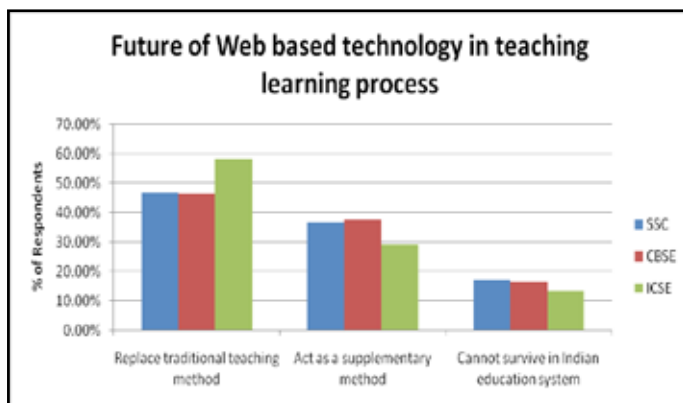 Future of Web based technology in teaching
learning process
70.00%
60.00%
50.00%
40.00%
30.00%
20.00%
10.00%
0.00%
% of Respondents
Replace traditional teaching
method
Act as a supplementary
method
Cannot survive in Indian
education system
SSC
CBSE
ICSE